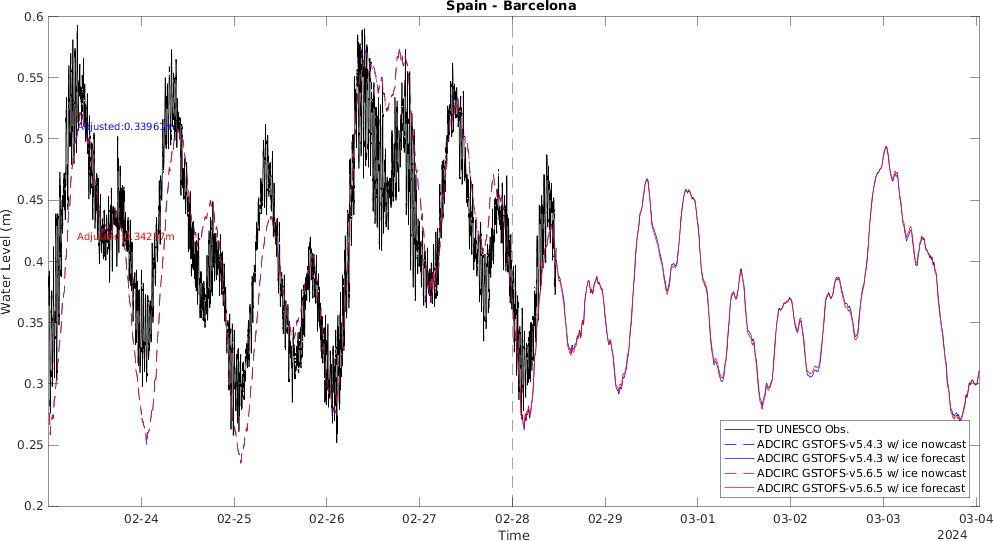 Spain - Barcelona
0.6
0.55
0.5
0.45
0.4
0.35
0.3
0.25
0.2
Water Level (m)
02-24
02-25
02-26
02-27
02-28
02-29
03-01
03-02
03-03
03-04
Time
2024
TD UNESCO Obs.
ADCIRC GSTOFS-v5.4.3 w/ ice nowcast
ADCIRC GSTOFS-v5.4.3 w/ ice forecast
ADCIRC GSTOFS-v5.6.5 w/ ice nowcast
ADCIRC GSTOFS-v5.6.5 w/ ice forecast